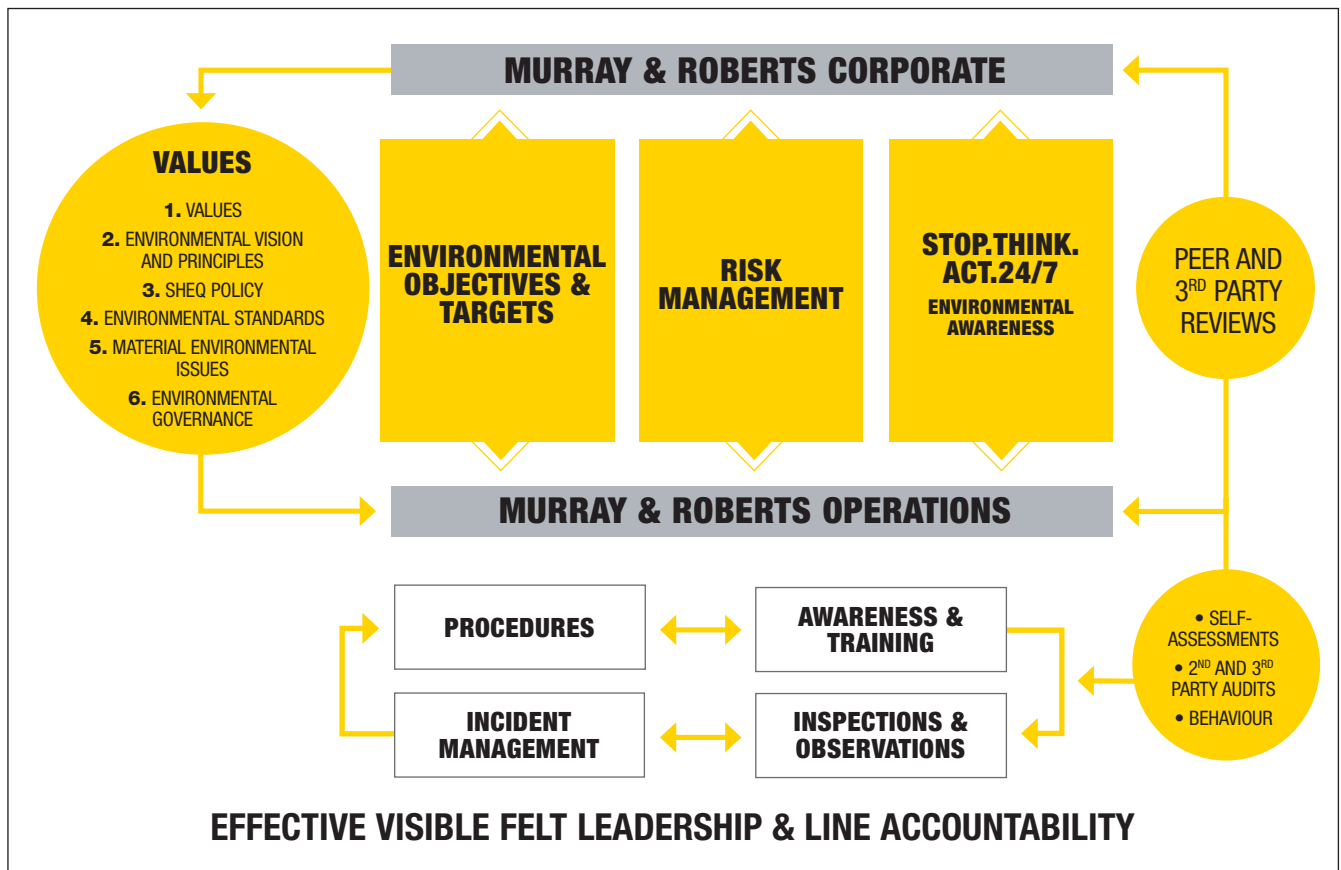 MURRAY & ROBERTS CORPORATE
VALUES
1. VALUES
2. ENVIRONMENTAL VISION
AND PRINCIPLES
3. SHEQ POLICY
4. ENVIRONMENTAL STANDARDS
5. MATERIAL ENVIRONMENTAL
ISSUES
6. ENVIRONMENTAL
GOVERNANCE
ENVIRONMENTAL
OBJECTIVES &
TARGETS
RISK
MANAGEMENT
STOP.THINK.
ACT.24/7
ENVIRONMENTAL
AWARENESS
PEER AND
3RD PARTY
REVIEWS
MURRAY & ROBERTS OPERATIONS
PROCEDURES
AWARENESS &
TRAINING
INCIDENT
MANAGEMENT
INSPECTIONS &
OBSERVATIONS
• SELF-
ASSESSMENTS
• 2ND AND 3RD
PARTY AUDITS
• BEHAVIOUR
EFFECTIVE VISIBLE FELT LEADERSHIP & LINE ACCOUNTABILITY